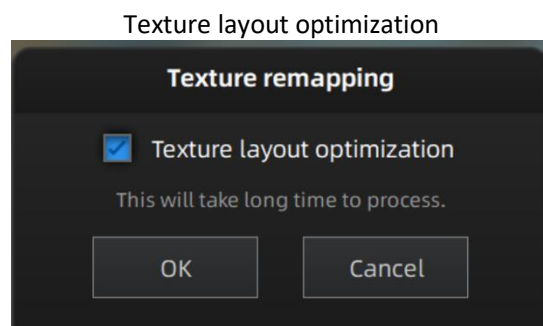 Texture layout optimization
Texture remapping
Texture layout optimization
This will take long time to process.
OK
Cancel